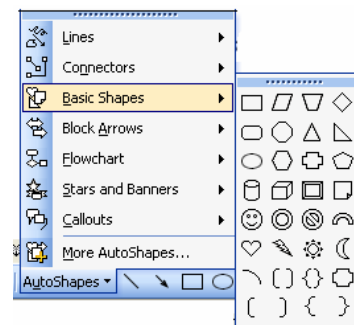 Lines
Connectors
Basic Shapes
Block Arrows
Flowchart
Stars and Banners
Callouts
More AutoShapes...
AutoShapes